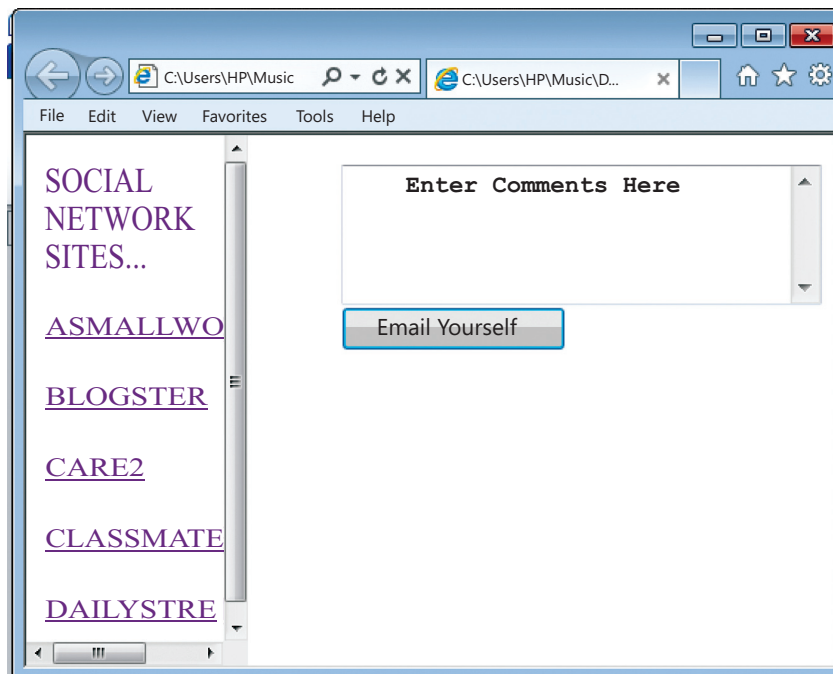 C:\Users\HP\Music
C:\Users\HP\Music\D...
File Edit View Favorites Tools Help
SOCIAL
NETWORK
SITES...
ASMALLWO
BLOGSTER
CARE2
CLASSMATE
DAILYSTRE
Enter Comments Here
Email Yourself